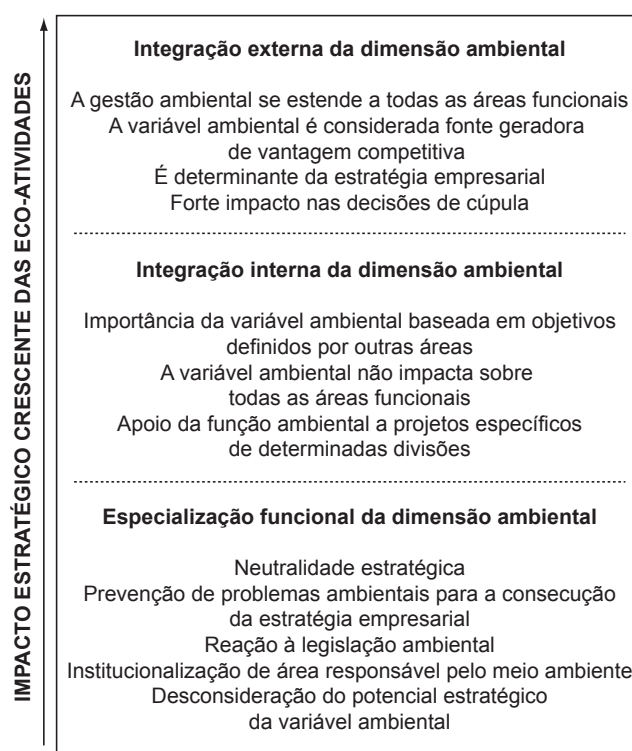 IMPACTO ESTRATÉGICO CRESCENTE DAS ECO-ATIVIDADES
Integração externa da dimensão ambiental
A gestão ambiental se estende a todas as áreas funcionais
A variável ambiental é considerada fonte geradora
de vantagem competitiva
É determinante da estratégia empresarial
Forte impacto nas decisões de cúpula
Integração interna da dimensão ambiental
Importância da variável ambiental baseada em objetivos
definidos por outras áreas
A variável ambiental não impacta sobre
todas as áreas funcionais
Apoio da função ambiental a projetos específicos
de determinadas divisões
Especialização funcional da dimensão ambiental
Neutralidade estratégica
Prevenção de problemas ambientais para a consecução
da estratégia empresarial
Reação à legislação ambiental
Institucionalização de área responsável pelo meio ambiente
Desconsideração do potencial estratégico
da variável ambiental